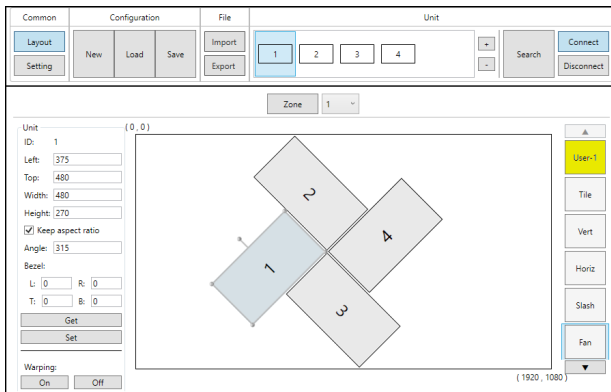 Common Configuration File Unit
Layout New Load Save Import 1 2 3 4 + Search Connect
Setting Export - Disconnect
Zone 1
Unit
ID: 1
Left: 375
Top: 480
Width: 480
Height: 270
Keep aspect ratio
Angle: 315
Bezel:
L: 0 R: 0
T: 0 B: 0
Get
Set
Warping:
On Off
( 0 , 0 )
2
4
1
3
( 1920 , 1080 )
User-1
Tile
Vert
Horiz
Slash
Fan